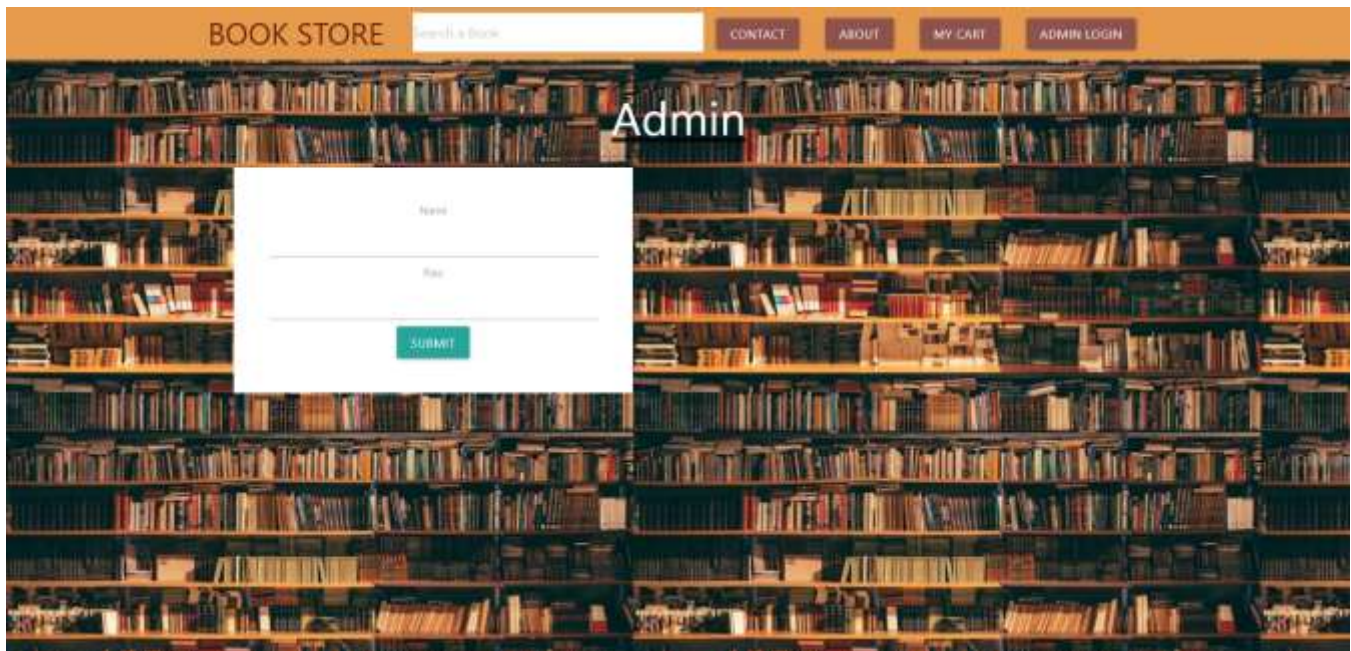 BOOK STORE
Search a Book
CONTACT
ABOUT
MY CART
ADMIN LOGIN
Admin
Name
Pass
SUBMIT